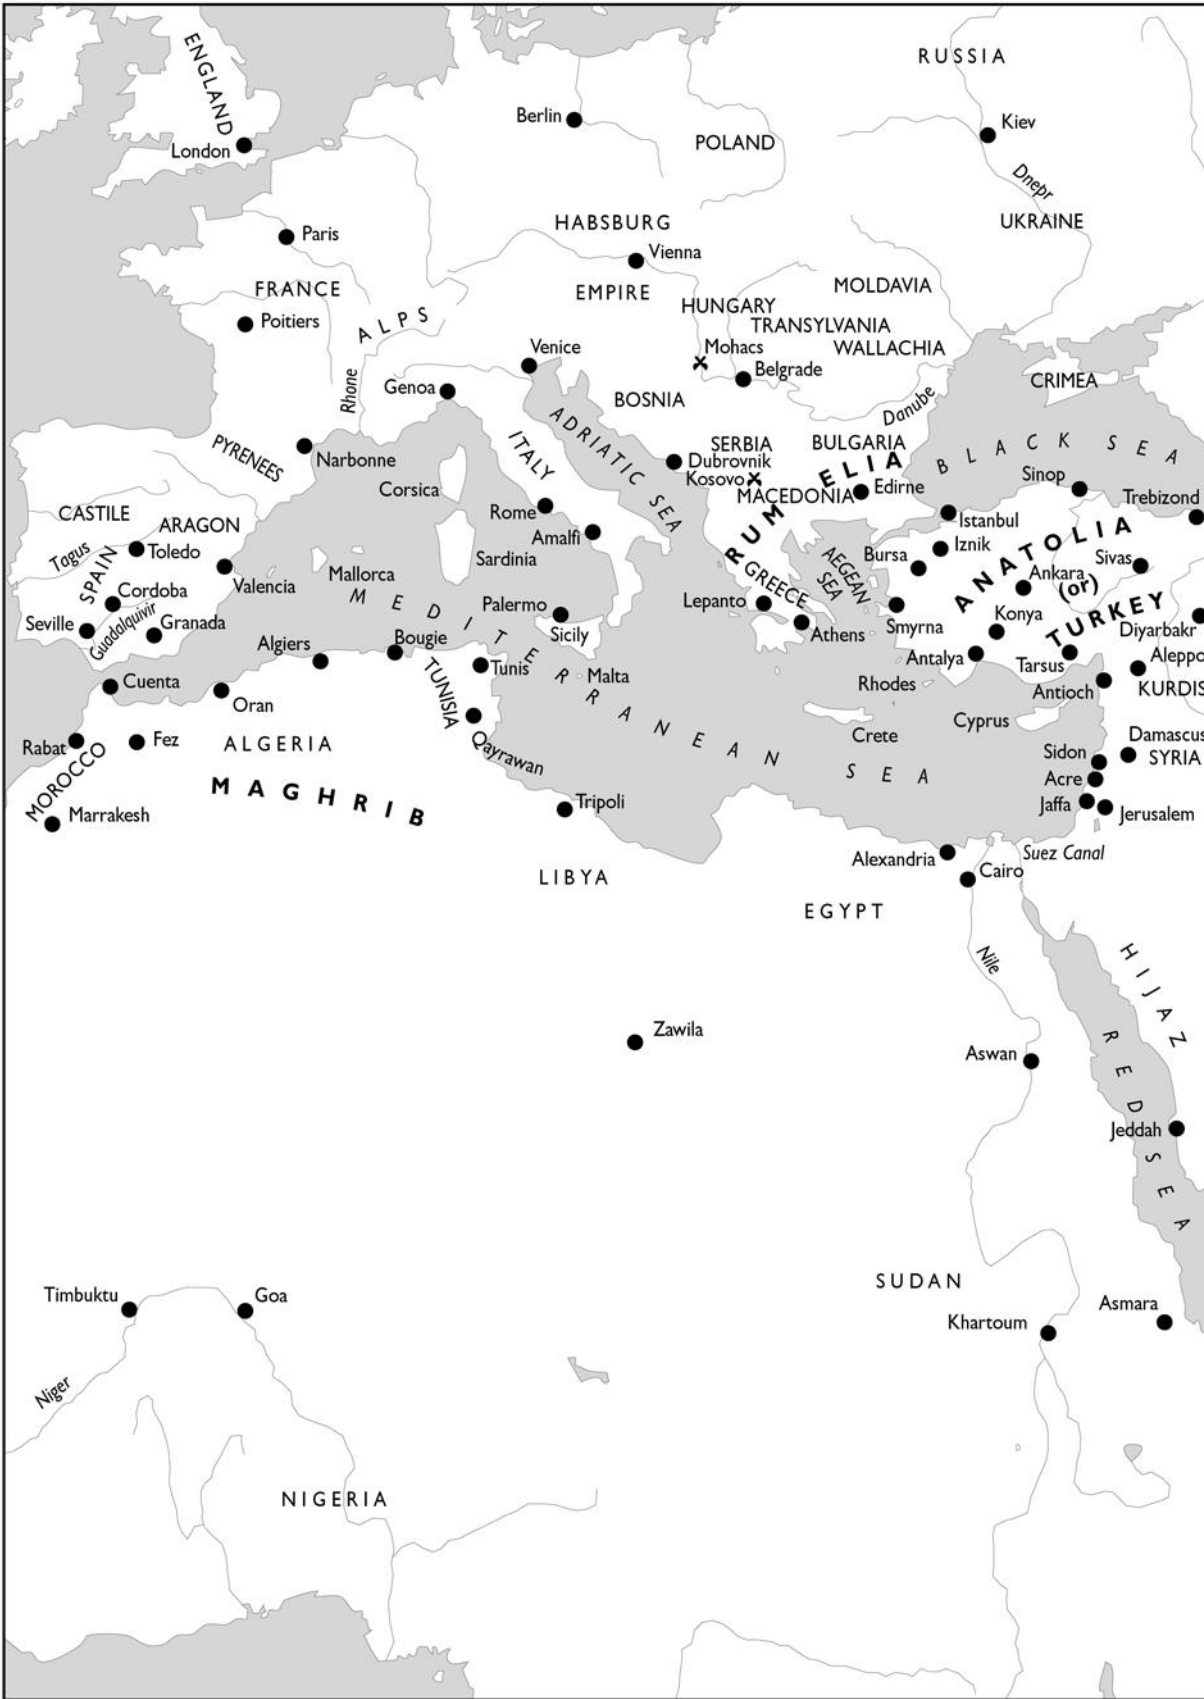 ENGLAND
London
Berlin
POLAND
RUSSIA
Kiev
Dnepr
UKRAINE
Paris
HABSBURG
Vienna
EMPIRE
FRANCE
Poitiers
ALPS
HUNGARY
MOLDAVIA
TRANSYLVANIA
WALLACHIA
Mohacs
Belgrade
Venice
Genoa
Rhone
BOSNIA
CRIMEA
Danube
ADRIATIC SEA
ITALY
PYRENEES
Narbonne
Corsica
SERBIA
BULGARIA
BLACK SEA
Dubrovnik
Kosovo
RUM ELIA
MACEDONIA
Edirne
Sinop
Trebizond
CASTILE
ARAGON
Rome
Amalfi
Istanbul
Iznik
Bursa
ANATOLIA
Sivas
Tagus
Toledo
SPAIN
Valencia
Mallorca
Sardinia
AEGEAN
SEA
Ankara
(or)
TURKEY
GREECE
Cordoba
Guadalquivir
Seville
Granada
MEDITERRANEAN SEA
Palermo
Sicily
Lepanto
Athens
Smyrna
Konya
Diyarbakr
Algiers
Bougie
Tunis
TUNISIA
Malta
Antalya
Tarsus
Aleppo
Rhodes
Antioch
KURDIS
Cuenta
Oran
Qayrawan
Crete
Cyprus
Rabat
Fez
ALGERIA
Damascus
SYRIA
Sidon
Acre
Jaffa
Jerusalem
MOROCCO
MAGHRIB
Marrakesh
Tripoli
Alexandria
Suez Canal
Cairo
LIBYA
EGYPT
Nile
HIJAZ
Zawila
Aswan
RED SEA
Jeddah
SUDAN
Timbuktu
Goa
Khartoum
Asmara
Niger
NIGERIA